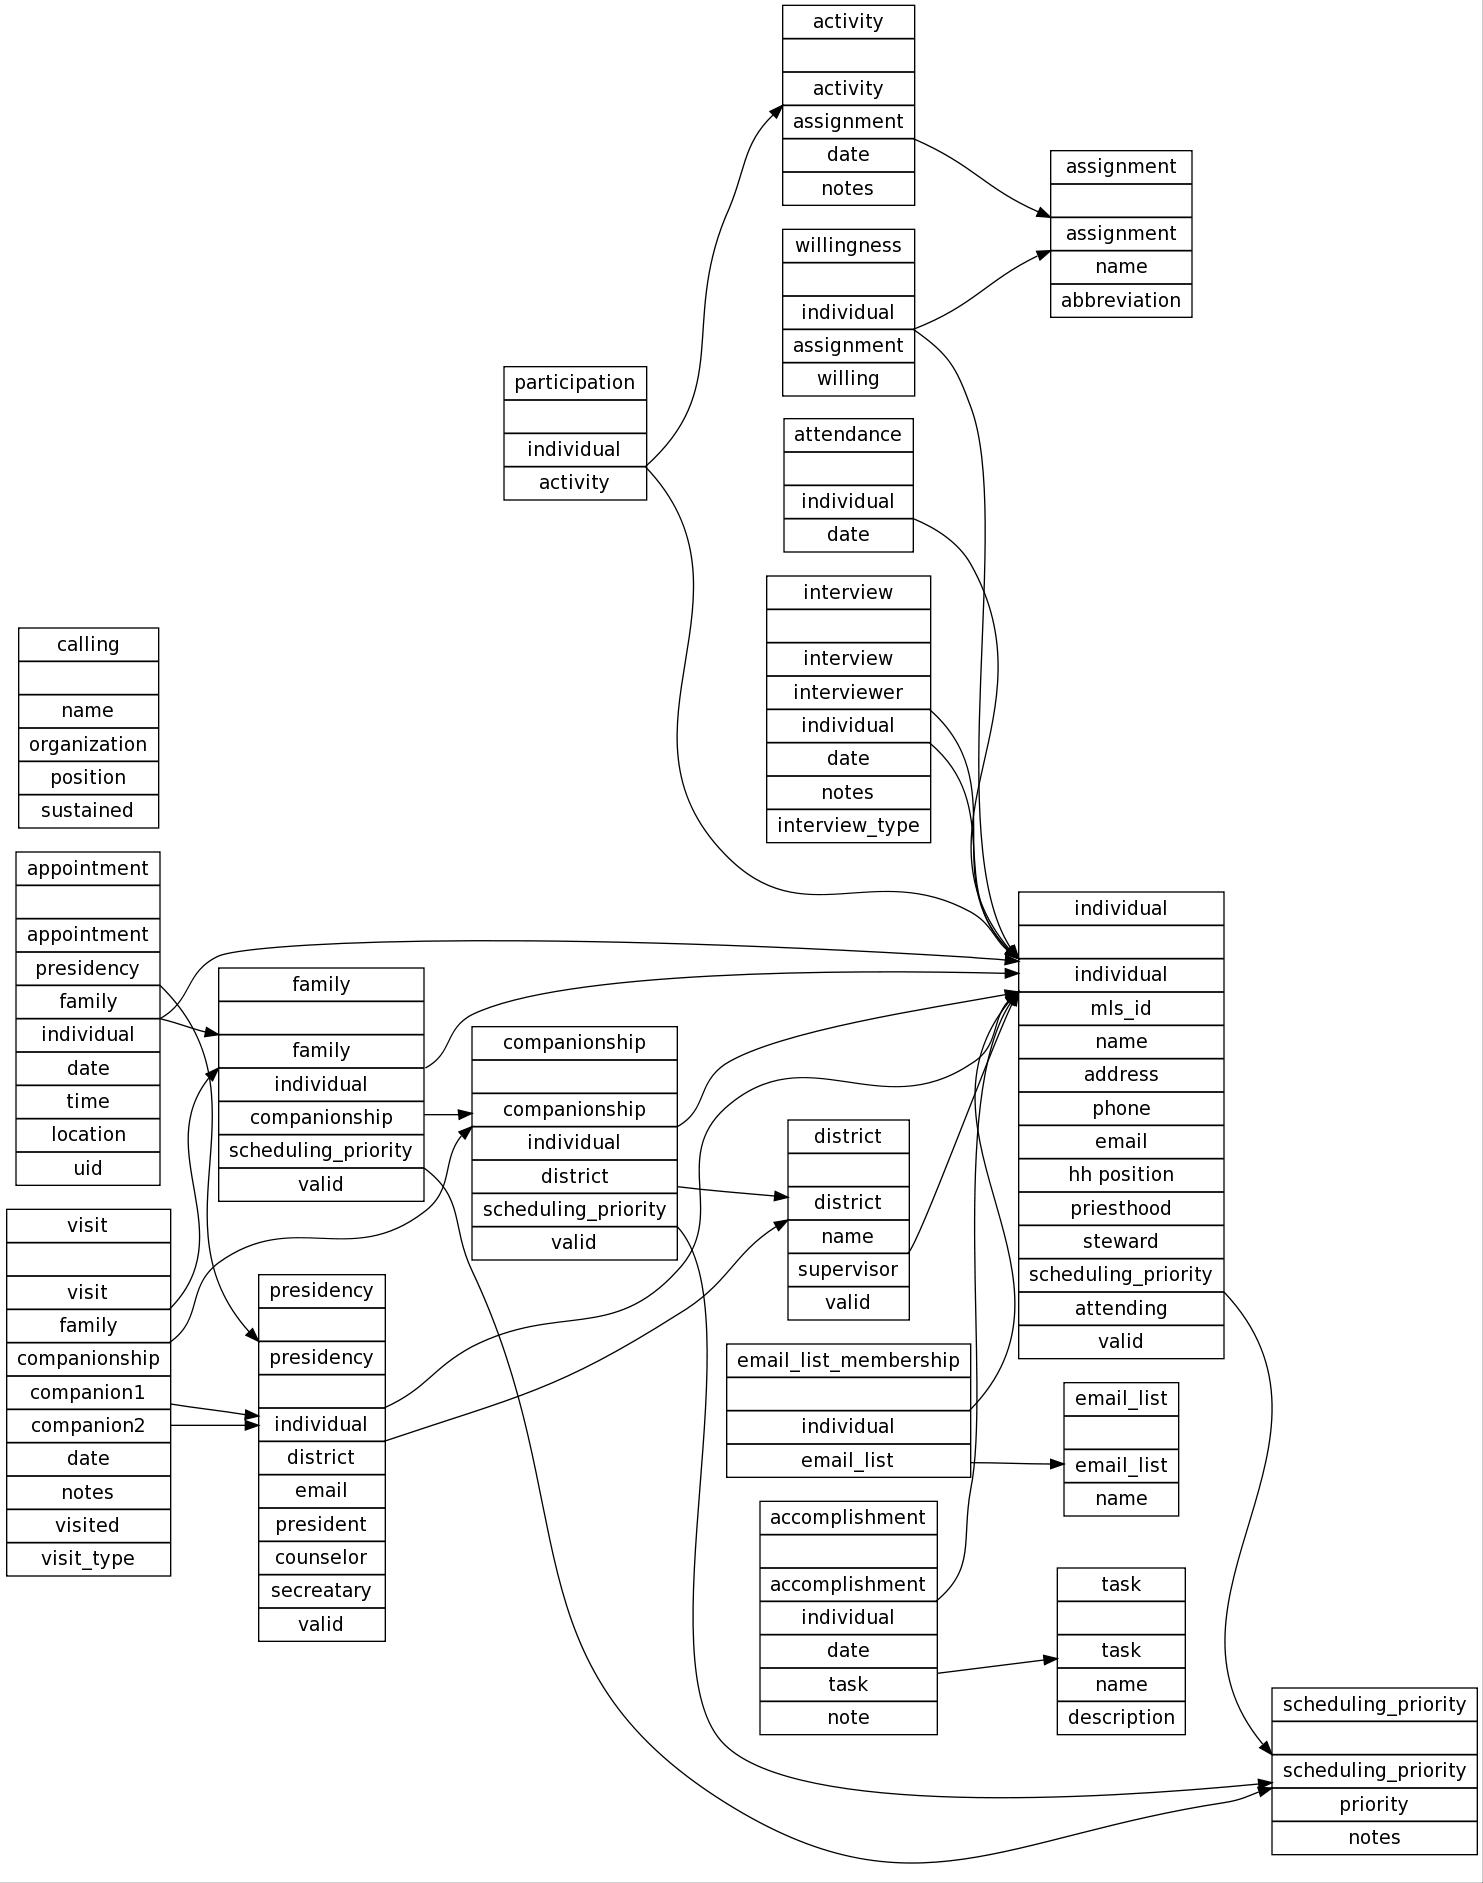 activity
activity
assignment
date
notes
assignment
assignment
name
abbreviation
willingness
individual
assignment
willing
participation
individual
activity
attendance
individual
date
interview
interview
interviewer
individual
date
notes
interview_type
calling
name
organization
position
sustained
appointment
appointment
presidency
family
individual
date
time
location
uid
individual
individual
mls_id
name
address
phone
email
hh position
priesthood
steward
scheduling_priority
attending
valid
family
family
individual
companionship
scheduling_priority
valid
companionship
companionship
individual
district
scheduling_priority
valid
district
district
name
supervisor
valid
visit
visit
family
companionship
companion1
companion2
date
notes
visited
visit_type
presidency
presidency
individual
district
email
president
counselor
secreatary
valid
email_list_membership
individual
email_list
email_list
email_list
name
accomplishment
accomplishment
individual
date
task
note
task
task
name
description
scheduling_priority
scheduling_priority
priority
notes